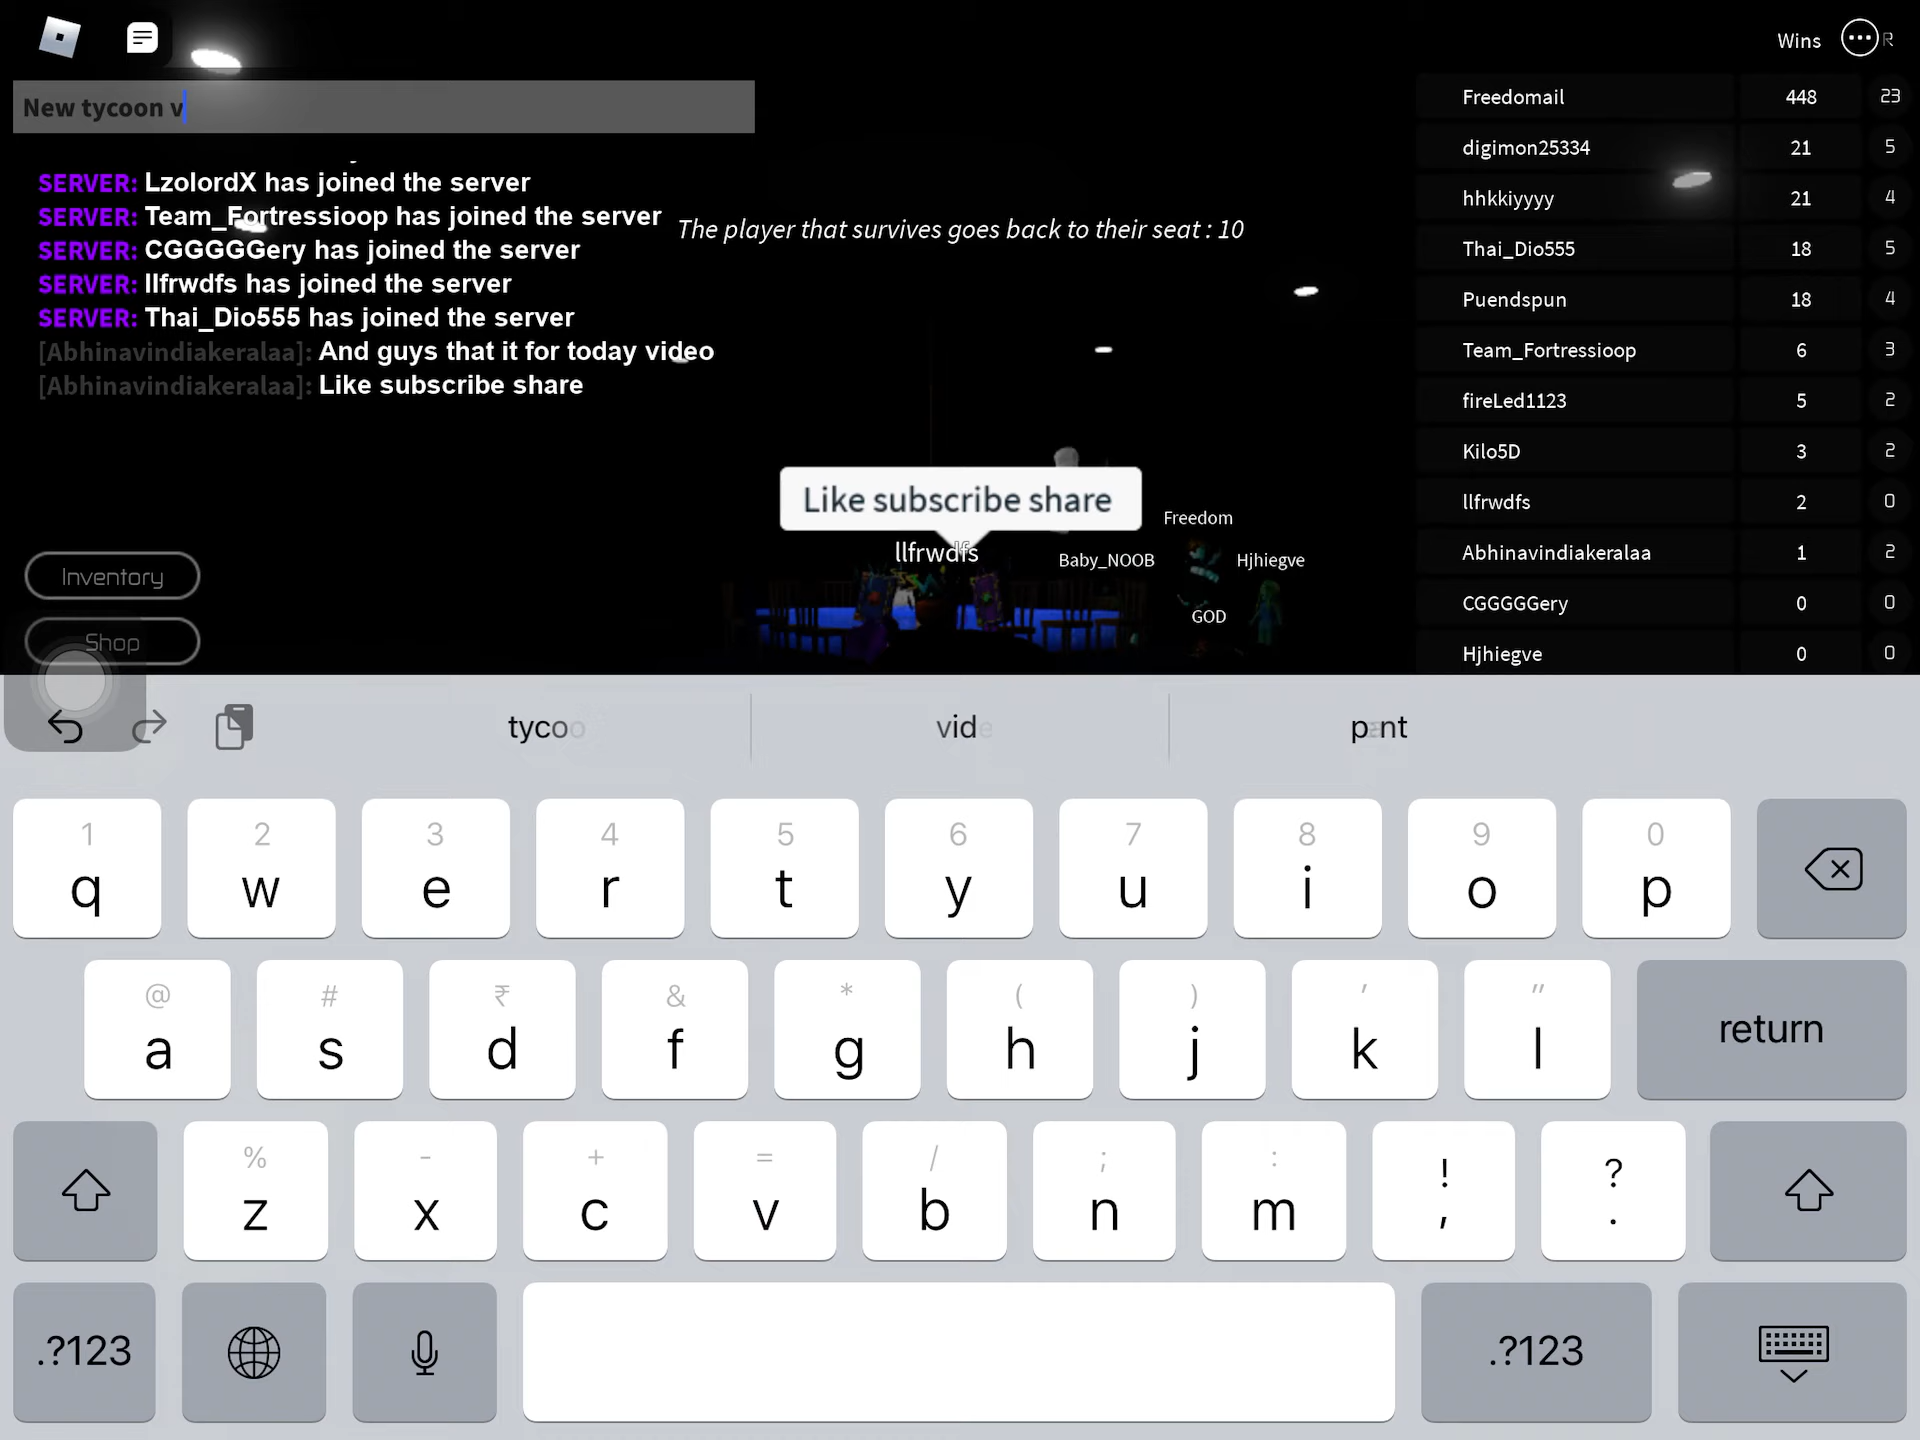 Wins
R
New tycoon v
SERVER: LzolordX has joined the server
SERVER: Team_Fortressioop has joined the server
SERVER: CGGGGGery has joined the server
SERVER: llfrwdfs has joined the server
SERVER: Thai_Dio555 has joined the server
[Abhinavindiakeralaa]: And guys that it for today video
[Abhinavindiakeralaa]: Like subscribe share
The player that survives goes back to their seat : 10
Freedomail 448 23
digimon25334 21 5
hhkkiyyyy 21 4
Thai_Dio555 18 5
Puendspun 18 4
Team_Fortressioop 6 3
fireLed1123 5 2
Kilo5D 3 2
llfrwdfs 2 0
Abhinavindiakeralaa 1 2
CGGGGGery 0 0
Hjhiegve 0 0
Like subscribe share
llfrwdfs
Freedom
Baby_NOOB
Hjhiegve
GOD
Inventory
Shop
1 2 3 4 5 6 7 8 9 0
q w e r t y u i o p
@ # ₹ & * ( ) ' "
a s d f g h j k l return
% - + = / ; : ! ?
z x c v b n m , .
.?123 .?123